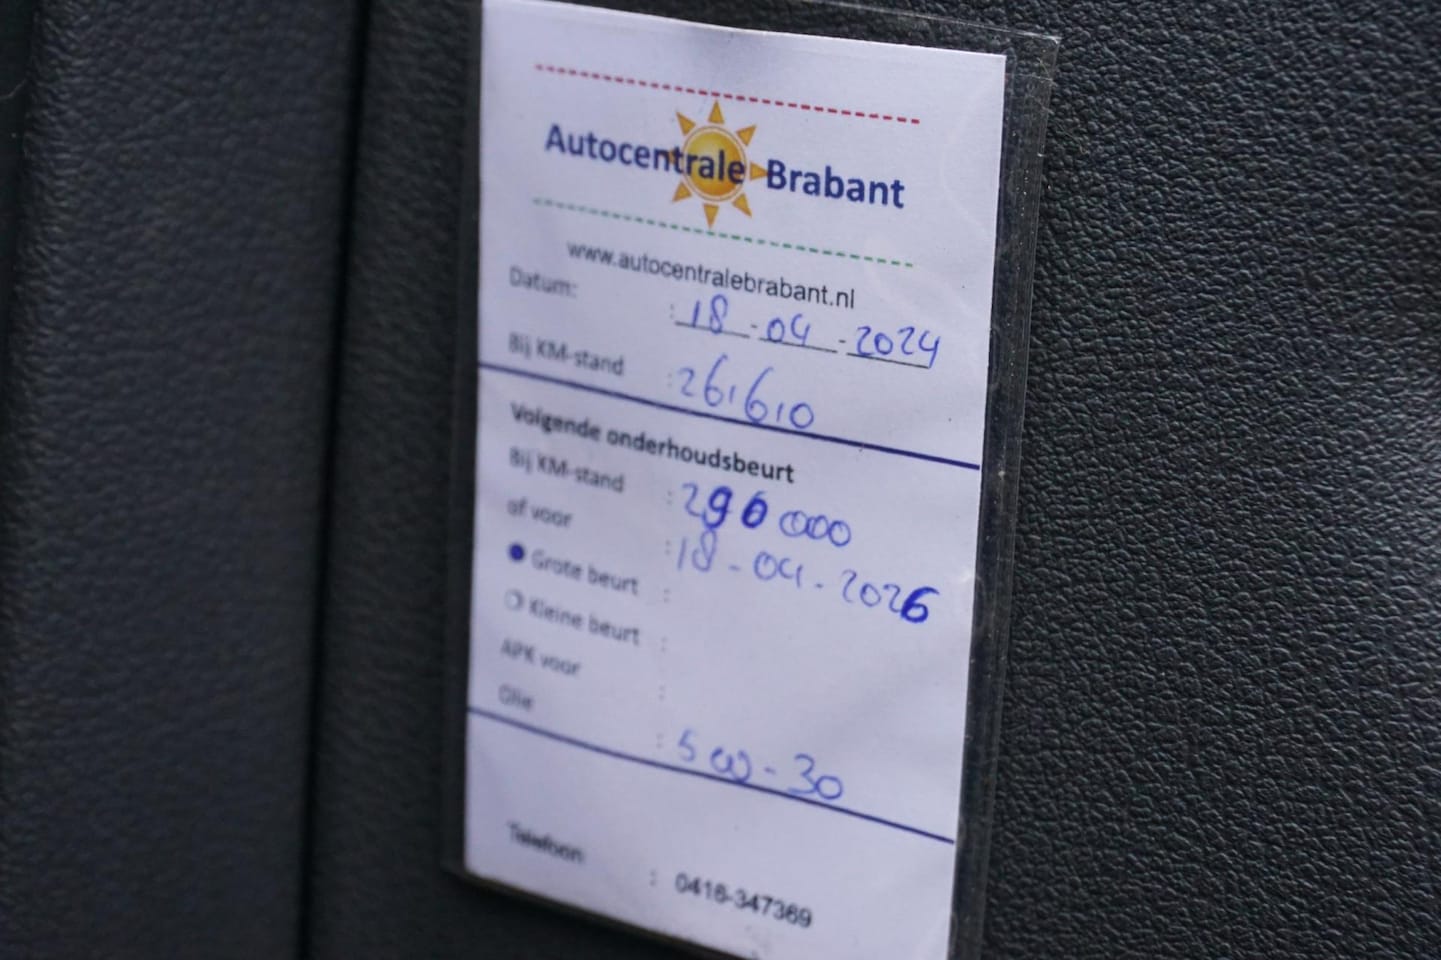 Autocentrale Brabant
www.autocentralebrabant.nl
Datum: : 18 - 04 - 2024
Bij KM-stand : 261610
Volgende onderhoudsbeurt
Bij KM-stand : 296000
of voor : 18-04-2026
Grote beurt :
Kleine beurt :
APK voor :
Olie : 5w-30
Telefoon : 0416-347369